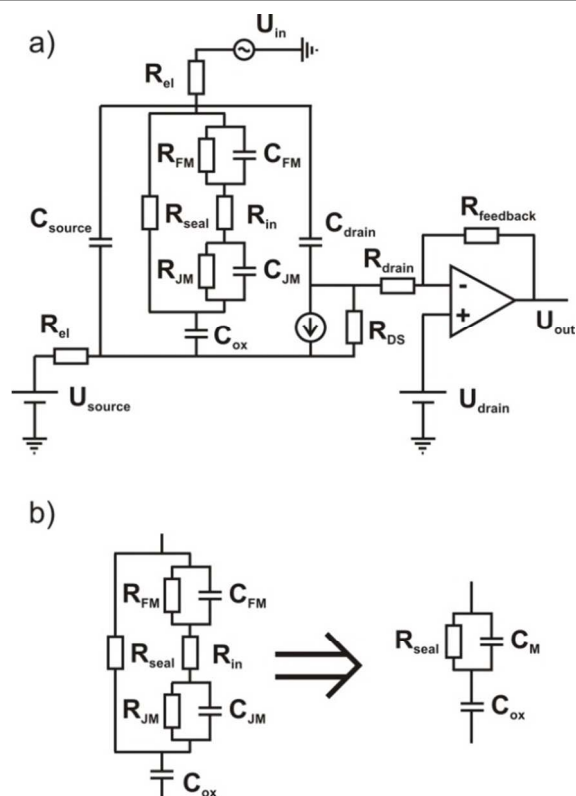 a)
U_in
R_el
R_FM C_FM
C_source R_seal R_in C_drain R_feedback
R_drain
R_JM C_JM
-
+
R_el C_ox R_DS U_out
U_source U_drain
b)
R_FM C_FM
R_seal R_in R_seal C_M
R_JM C_JM C_ox
C_ox